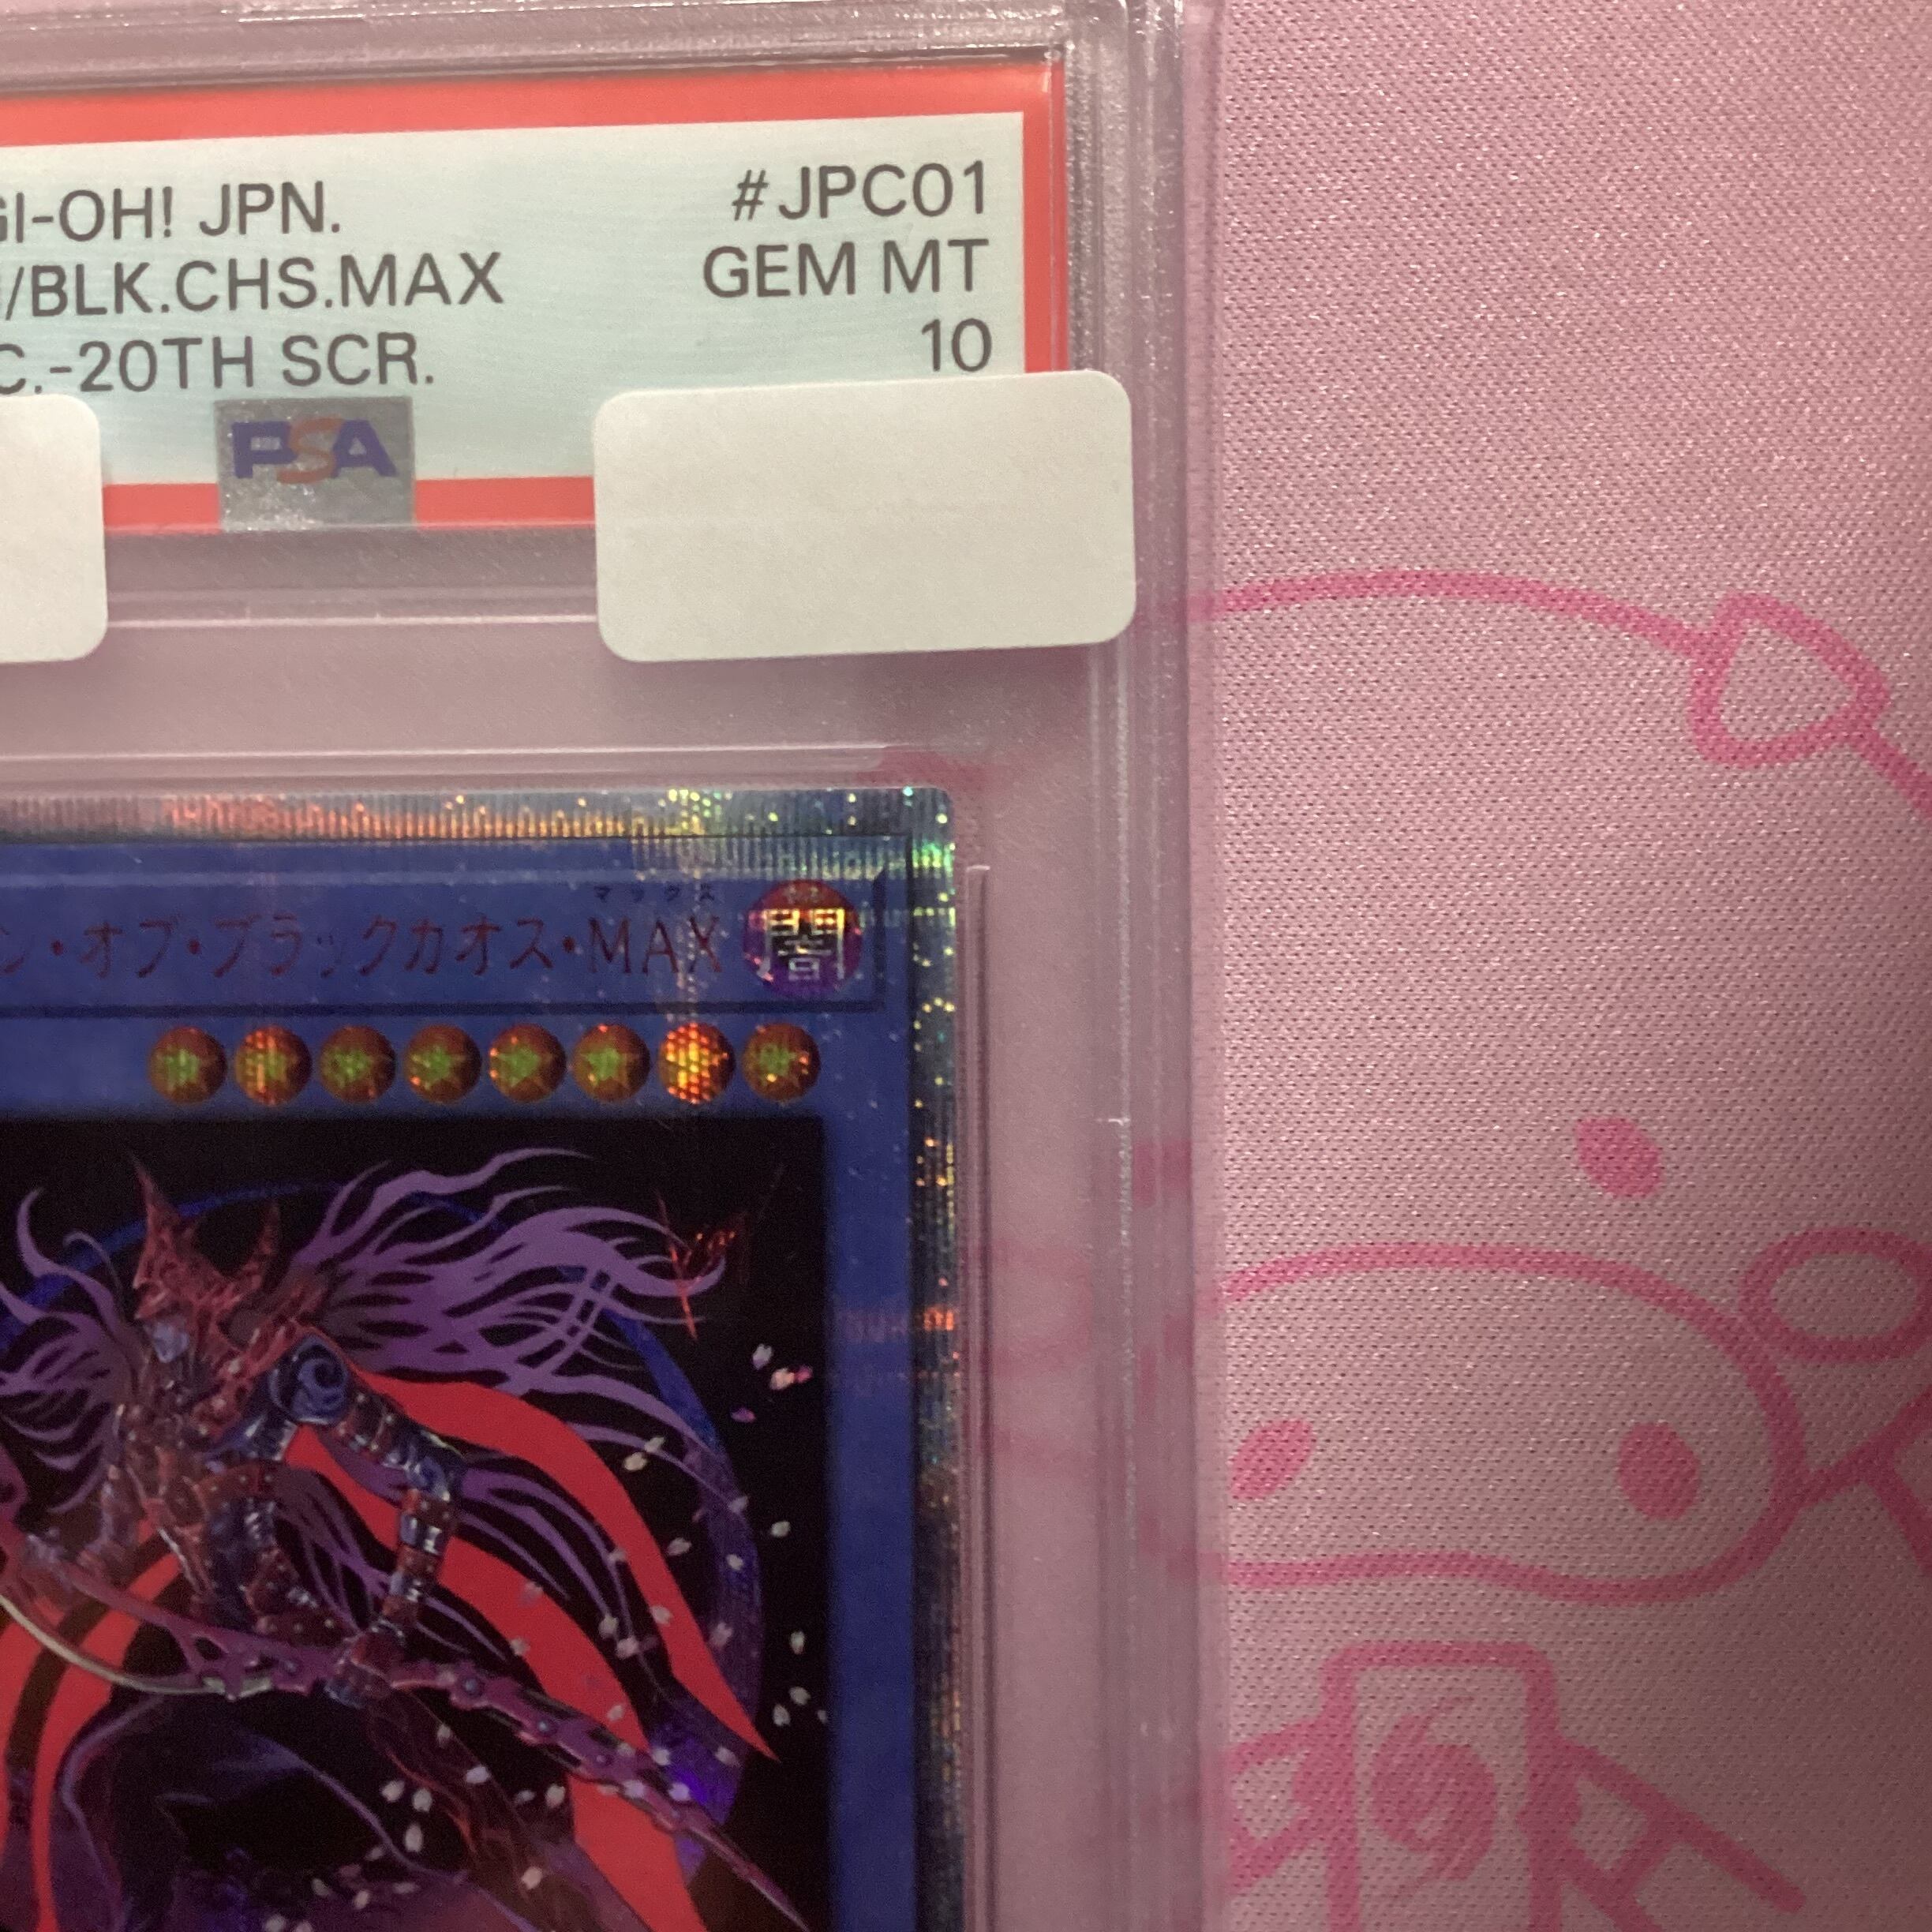 GI-OH! JPN. #JPC01
/BLK.CHS.MAX GEM MT
C.-20TH SCR. 10
PSA
マックス
ン・オブ・ブラックカオス・MAX 闇